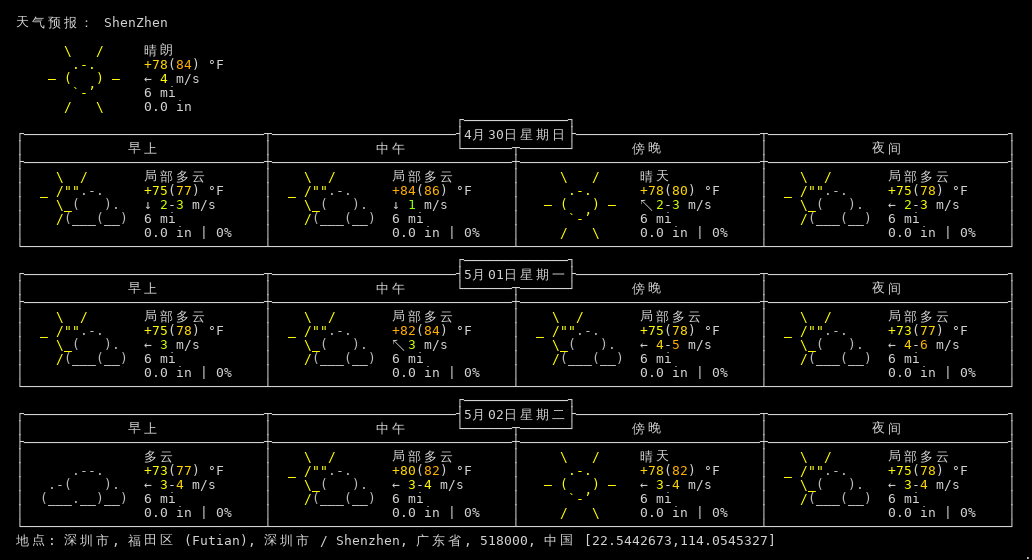 天气预报： ShenZhen
晴朗
+78(84) °F
← 4 m/s
6 mi
0.0 in
4月30日星期日
早上 中午 傍晚 夜间
局部多云 局部多云 晴天 局部多云
+75(77) °F +84(86) °F +78(80) °F +75(78) °F
↓ 2-3 m/s ↓ 1 m/s ↖ 2-3 m/s ← 2-3 m/s
6 mi 6 mi 6 mi 6 mi
0.0 in | 0% 0.0 in | 0% 0.0 in | 0% 0.0 in | 0%
5月01日星期一
早上 中午 傍晚 夜间
局部多云 局部多云 局部多云 局部多云
+75(78) °F +82(84) °F +75(78) °F +73(77) °F
← 3 m/s ↖ 3 m/s ← 4-5 m/s ← 4-6 m/s
6 mi 6 mi 6 mi 6 mi
0.0 in | 0% 0.0 in | 0% 0.0 in | 0% 0.0 in | 0%
5月02日星期二
早上 中午 傍晚 夜间
多云 局部多云 晴天 局部多云
+73(77) °F +80(82) °F +78(82) °F +75(78) °F
← 3-4 m/s ← 3-4 m/s ← 3-4 m/s ← 3-4 m/s
6 mi 6 mi 6 mi 6 mi
0.0 in | 0% 0.0 in | 0% 0.0 in | 0% 0.0 in | 0%
地点: 深圳市, 福田区 (Futian), 深圳市 / Shenzhen, 广东省, 518000, 中国 [22.5442673,114.0545327]